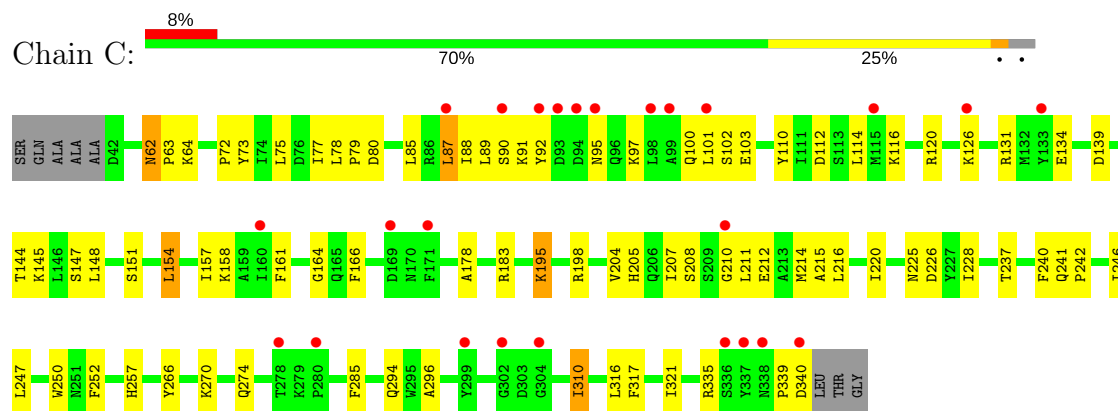 8%
Chain C:
70% 25% • •
SER GLN ALA ALA ALA D42 N62 P63 K64 P72 Y73 I74 L75 D76 I77 L78 P79 D80 L85 R86 L87 I88 L89 S90 K91 Y92 D93 D94 N95 Q96 K97 L98 A99 Q100 L101 S102 E103 Y110 I111 D112 S113 L114 M115 K116 R120 K126 R131 M132 Y133 E134 D139
T144 K145 L146 S147 L148 S151 L154 I157 K158 A159 I160 F161 G164 Q165 F166 D169 N170 F171 A178 R183 K195 R198 V204 H205 Q206 I207 S208 S209 G210 L211 E212 A213 M214 A215 L216 I220 N225 D226 Y227 I228 T237 F240 Q241 P242 I246
L247 W250 N251 F252 H257 Y266 K270 Q274 T278 K279 P280 F285 Q294 W295 A296 Y299 G302 D303 G304 I310 L316 F317 I321 R335 S336 Y337 N338 P339 D340 LEU THR GLY